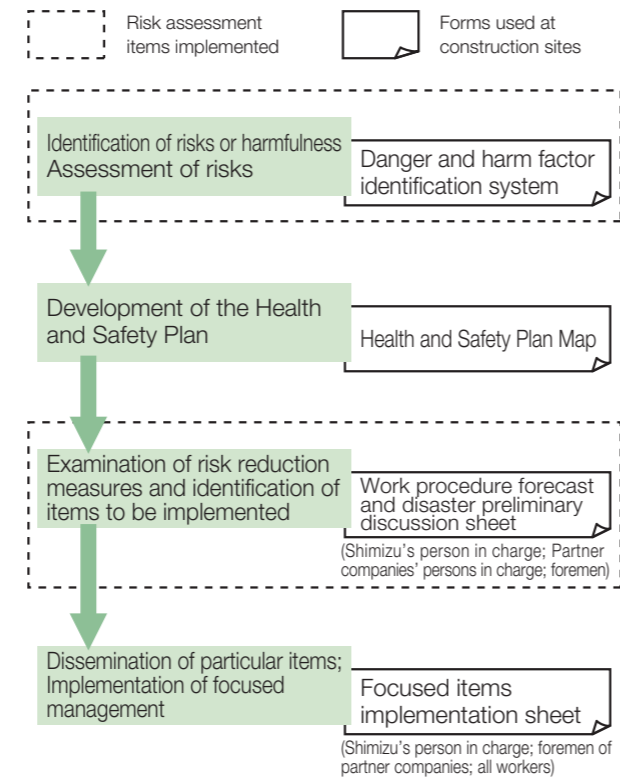 Risk assessment
items implemented
Forms used at
construction sites
Identification of risks or harmfulness
Assessment of risks
Danger and harm factor
identification system
Development of the Health
and Safety Plan
Health and Safety Plan Map
Examination of risk reduction
measures and identification of
items to be implemented
Work procedure forecast
and disaster preliminary
discussion sheet
(Shimizu's person in charge; Partner
companies' persons in charge; foremen)
Dissemination of particular items;
Implementation of focused
management
Focused items
implementation sheet
(Shimizu's person in charge; foremen of
partner companies; all workers)